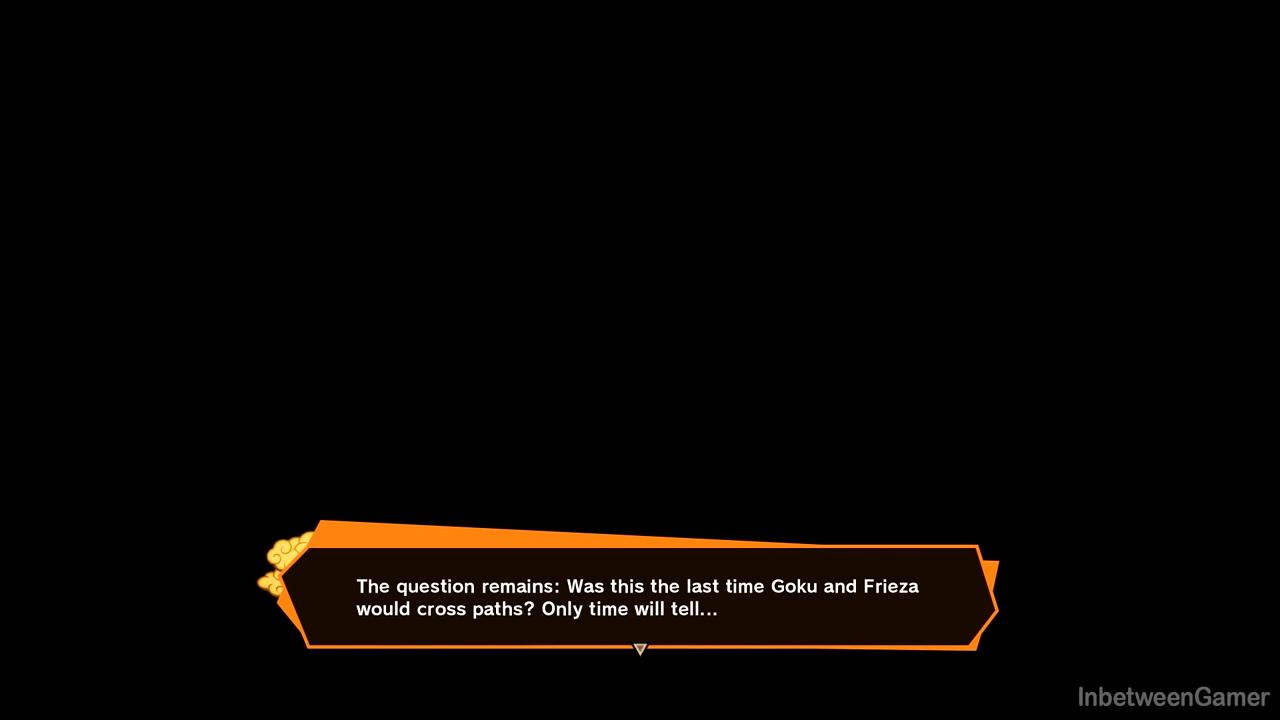 The question remains: Was this the last time Goku and Frieza
would cross paths? Only time will tell...
InbetweenGamer